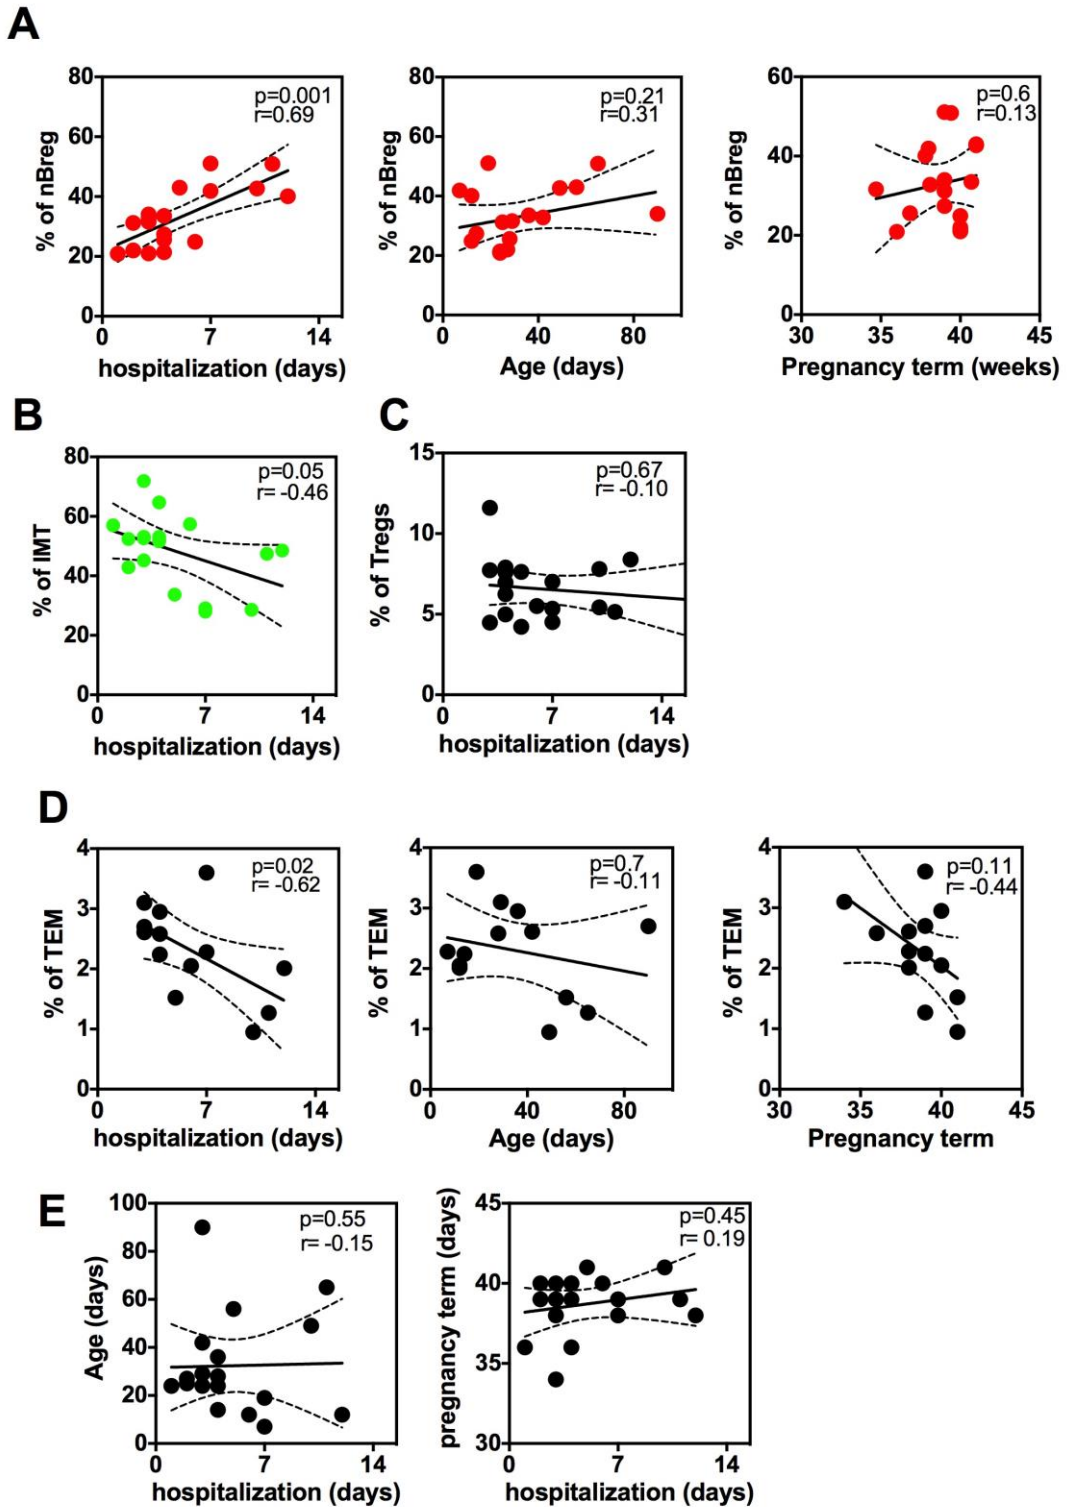 A
% of nBreg
80
60
40
20
0
p=0.001
r=0.69
0
7
14
hospitalization (days)
% of nBreg
80
60
40
20
0
p=0.21
r=0.31
0
40
80
Age (days)
% of nBreg
60
40
20
0
p=0.6
r=0.13
30
35
40
45
Pregnancy term (weeks)
B
% of IMT
80
60
40
20
0
p=0.05
r= -0.46
0
7
14
hospitalization (days)
C
% of Tregs
15
10
5
0
p=0.67
r= -0.10
0
7
14
hospitalization (days)
D
% of TEM
4
3
2
1
0
p=0.02
r= -0.62
0
7
14
hospitalization (days)
% of TEM
4
3
2
1
0
p=0.7
r= -0.11
0
40
80
Age (days)
% of TEM
4
3
2
1
0
p=0.11
r= -0.44
30
35
40
45
Pregnancy term
E
Age (days)
100
80
60
40
20
0
p=0.55
r= -0.15
0
7
14
hospitalization (days)
pregnancy term (days)
45
40
35
30
p=0.45
r= 0.19
0
7
14
hospitalization (days)